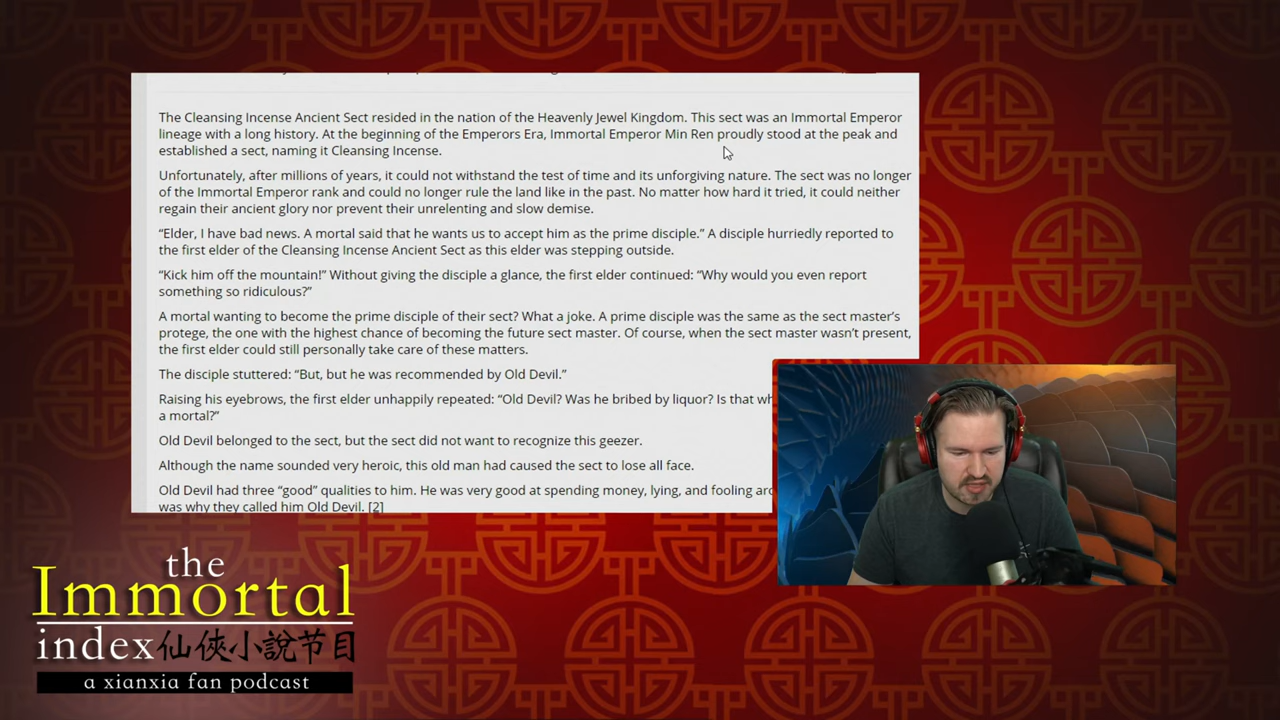 The Cleansing Incense Ancient Sect resided in the nation of the Heavenly Jewel Kingdom. This sect was an Immortal Emperor
lineage with a long history. At the beginning of the Emperors Era, Immortal Emperor Min Ren proudly stood at the peak and
established a sect, naming it Cleansing Incense.
Unfortunately, after millions of years, it could not withstand the test of time and its unforgiving nature. The sect was no longer
of the Immortal Emperor rank and could no longer rule the land like in the past. No matter how hard it tried, it could neither
regain their ancient glory nor prevent their unrelenting and slow demise.
“Elder, I have bad news. A mortal said that he wants us to accept him as the prime disciple.” A disciple hurriedly reported to
the first elder of the Cleansing Incense Ancient Sect as this elder was stepping outside.
“Kick him off the mountain!” Without giving the disciple a glance, the first elder continued: “Why would you even report
something so ridiculous?”
A mortal wanting to become the prime disciple of their sect? What a joke. A prime disciple was the same as the sect master’s
protege, the one with the highest chance of becoming the future sect master. Of course, when the sect master wasn’t present,
the first elder could still personally take care of these matters.
The disciple stuttered: “But, but he was recommended by Old Devil.”
Raising his eyebrows, the first elder unhappily repeated: “Old Devil? Was he bribed by liquor? Is that
a mortal?”
Old Devil belonged to the sect, but the sect did not want to recognize this geezer.
Although the name sounded very heroic, this old man had caused the sect to lose all face.
Old Devil had three “good” qualities to him. He was very good at spending money, lying, and fooling
was why they called him Old Devil. [2]
the
Immortal
index仙俠小說节目
a xianxia fan podcast